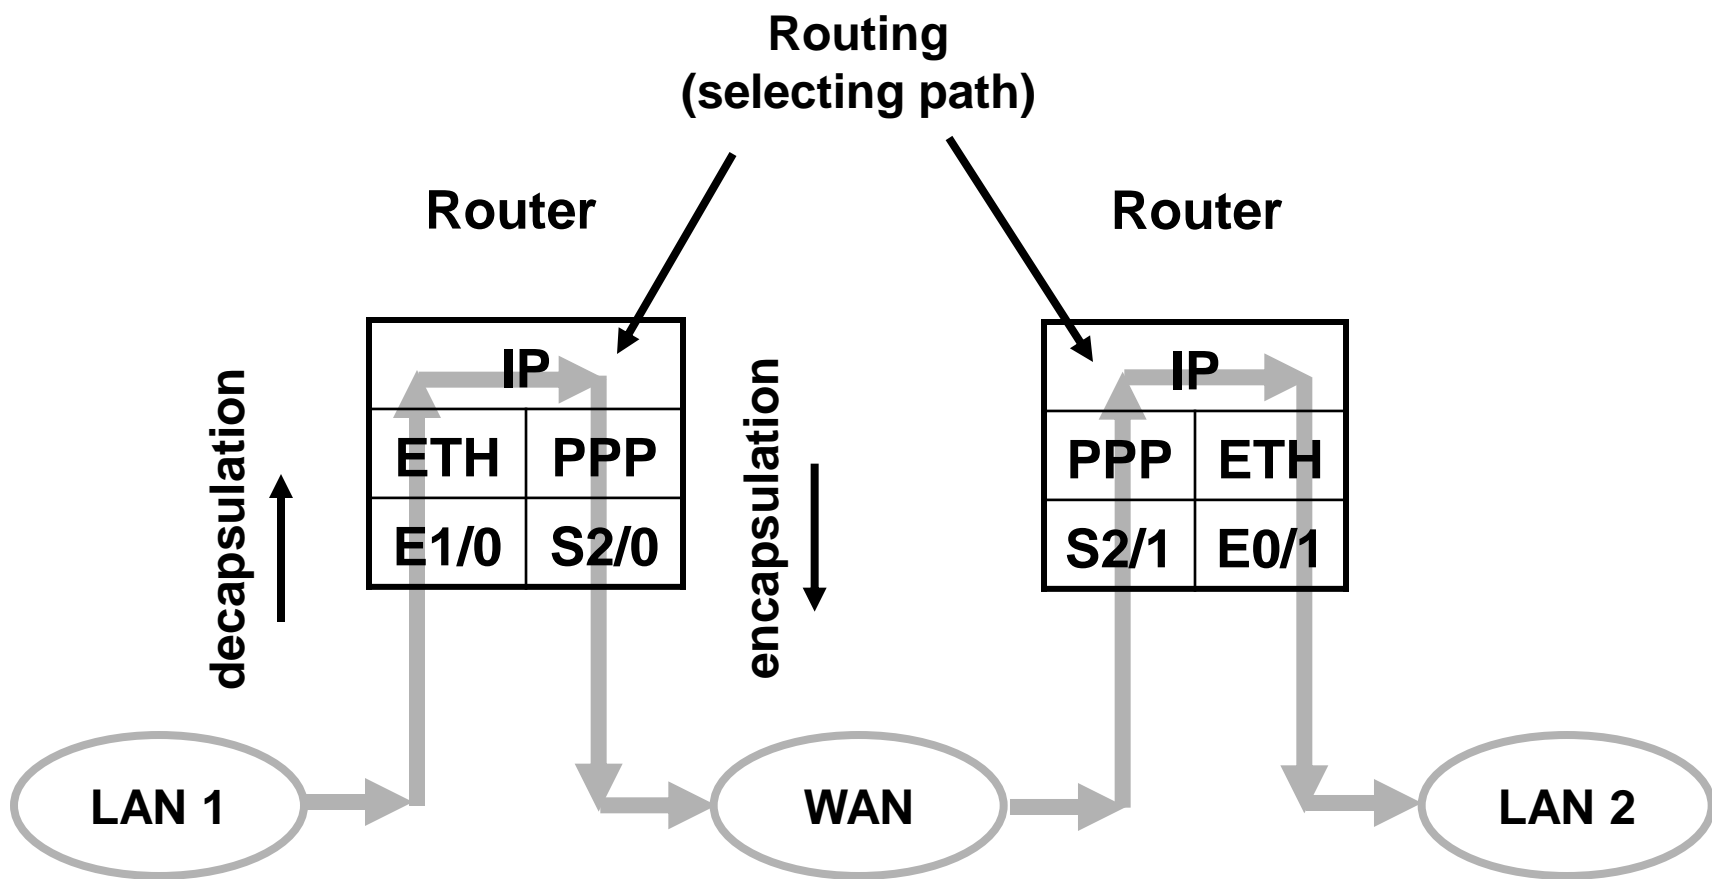 Routing
(selecting path)
Router
Router
IP
ETH
PPP
E1/0
S2/0
decapsulation
encapsulation
IP
PPP
ETH
S2/1
E0/1
LAN 1
WAN
LAN 2